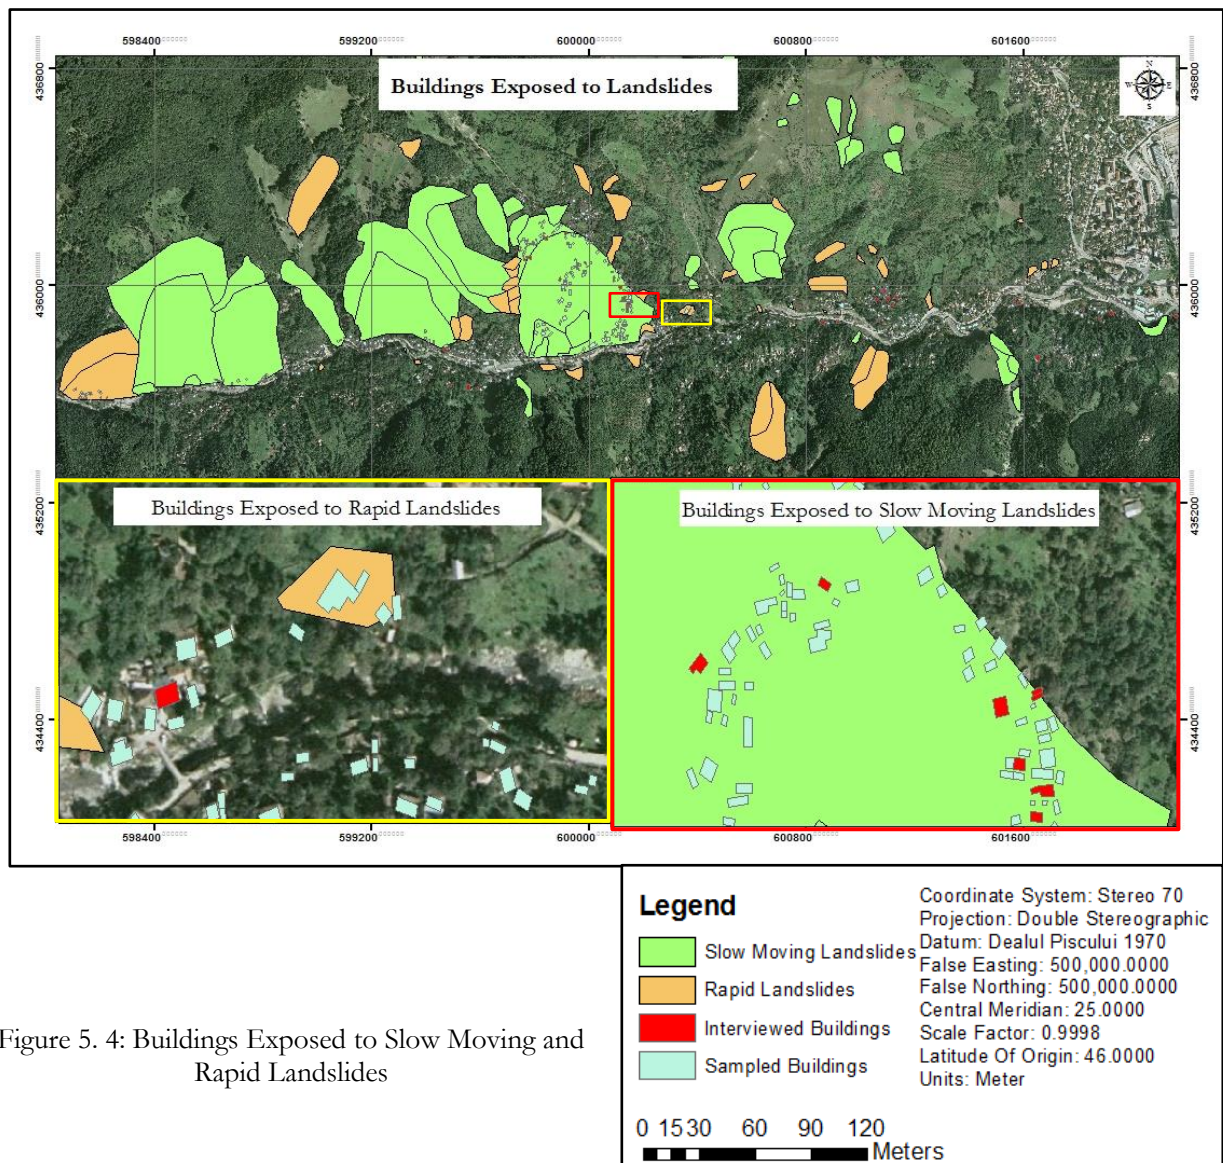 598400 599200 600000 600800 601600
436800 436800
Buildings Exposed to Landslides
N
W E
S
436000 436000
435200 435200
Buildings Exposed to Rapid Landslides
Buildings Exposed to Slow Moving Landslides
434400 434400
598400 599200 600000 600800 601600
Legend
Slow Moving Landslides
Rapid Landslides
Interviewed Buildings
Sampled Buildings
Coordinate System: Stereo 70
Projection: Double Stereographic
Datum: Dealul Piscului 1970
False Easting: 500,000.0000
False Northing: 500,000.0000
Central Meridian: 25.0000
Scale Factor: 0.9998
Latitude Of Origin: 46.0000
Units: Meter
0 15 30 60 90 120
Meters
Figure 5. 4: Buildings Exposed to Slow Moving and
Rapid Landslides